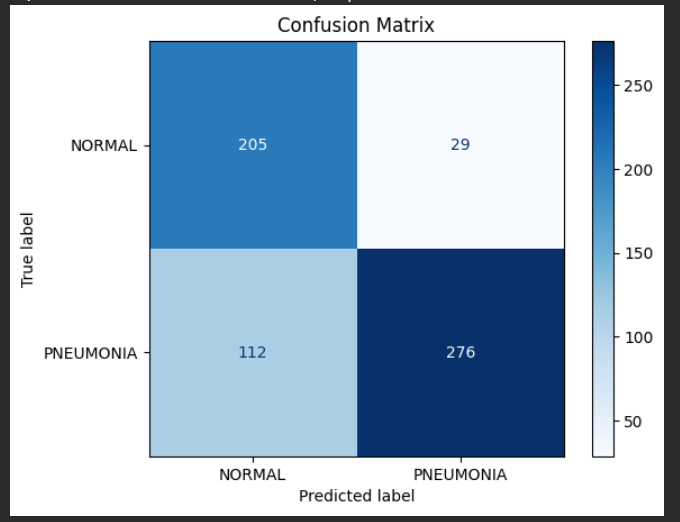 Confusion Matrix
NORMAL
205
29
PNEUMONIA
112
276
NORMAL
PNEUMONIA
Predicted label
True label
250
200
150
100
50